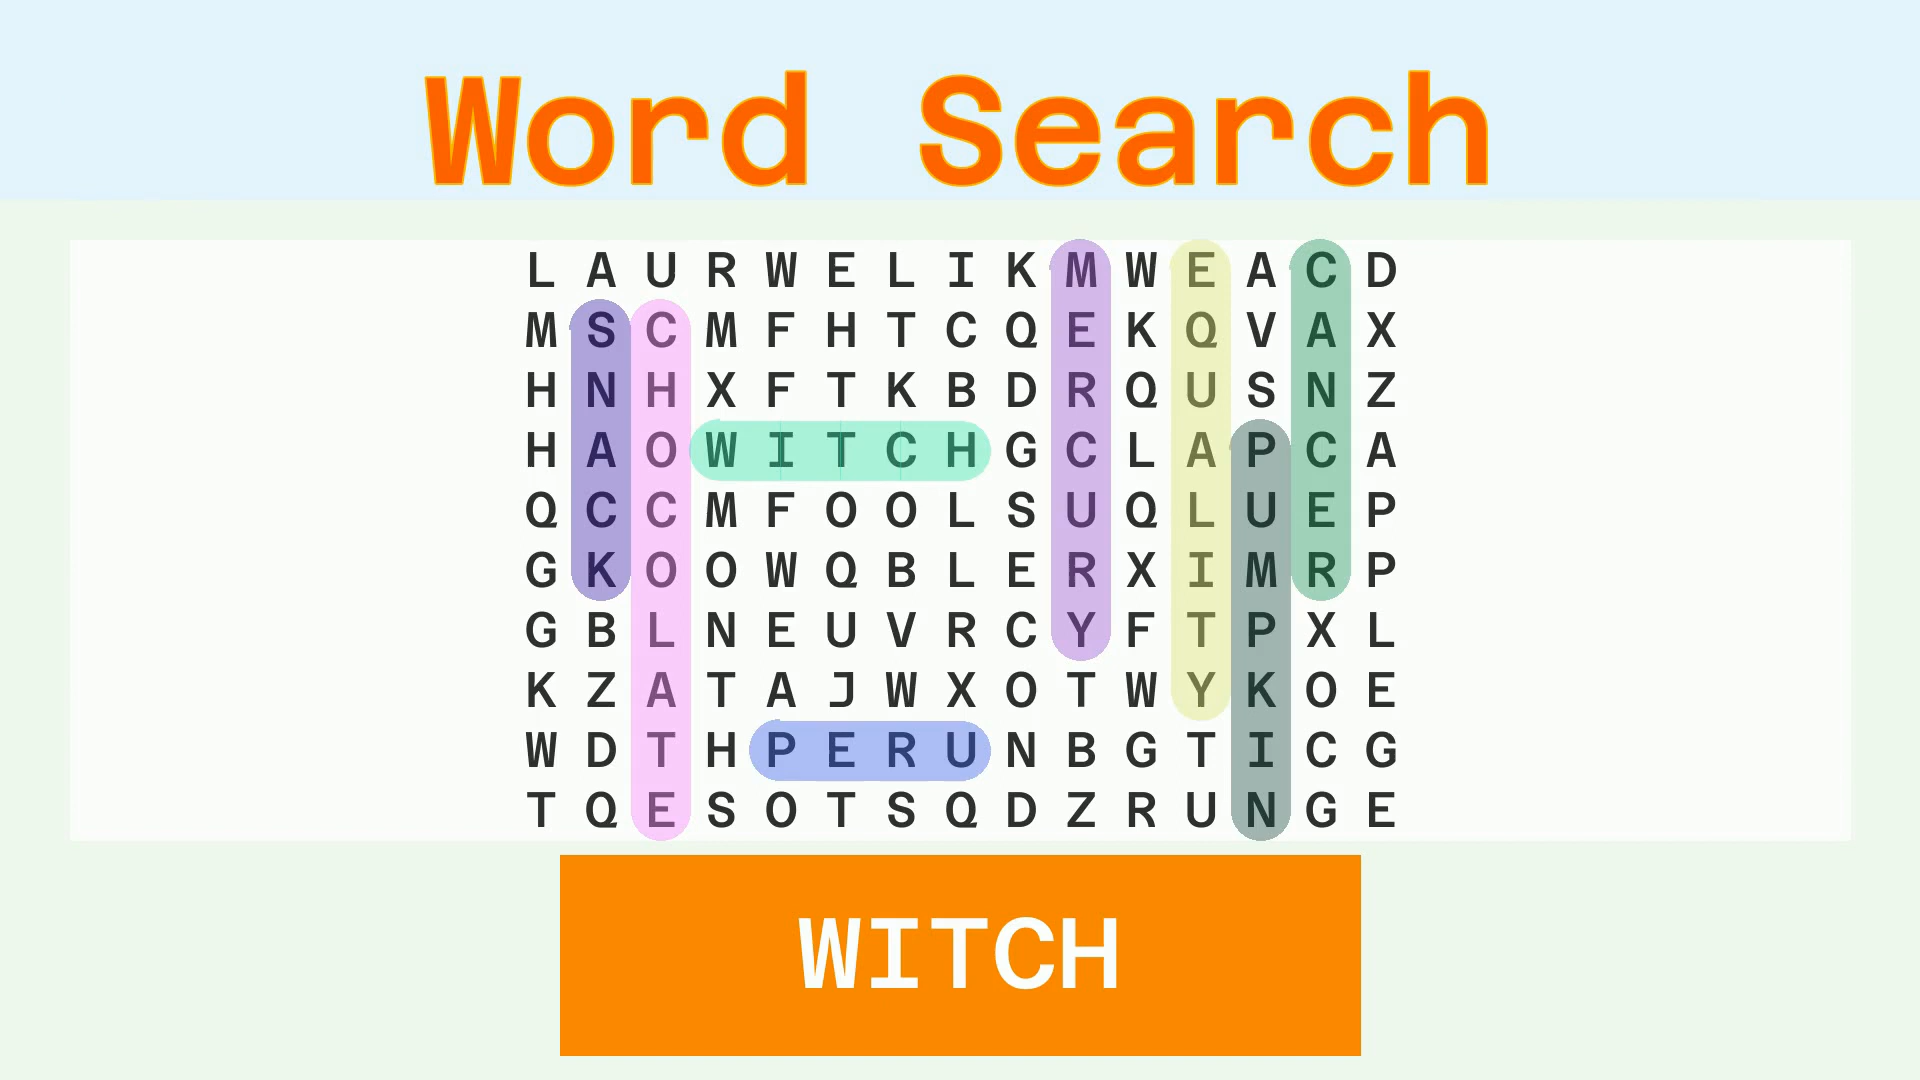 Word Search
L A U R W E L I K M W E A C D
M S C M F H T C Q E K Q V A X
H N H X F T K B D R Q U S N Z
H A O W I T C H G C L A P C A
Q C C M F O O L S U Q L U E P
G K O O W Q B L E R X I M R P
G B L N E U V R C Y F T P X L
K Z A T A J W X O T W Y K O E
W D T H P E R U N B G T I C G
T Q E S O T S Q D Z R U N G E
WITCH